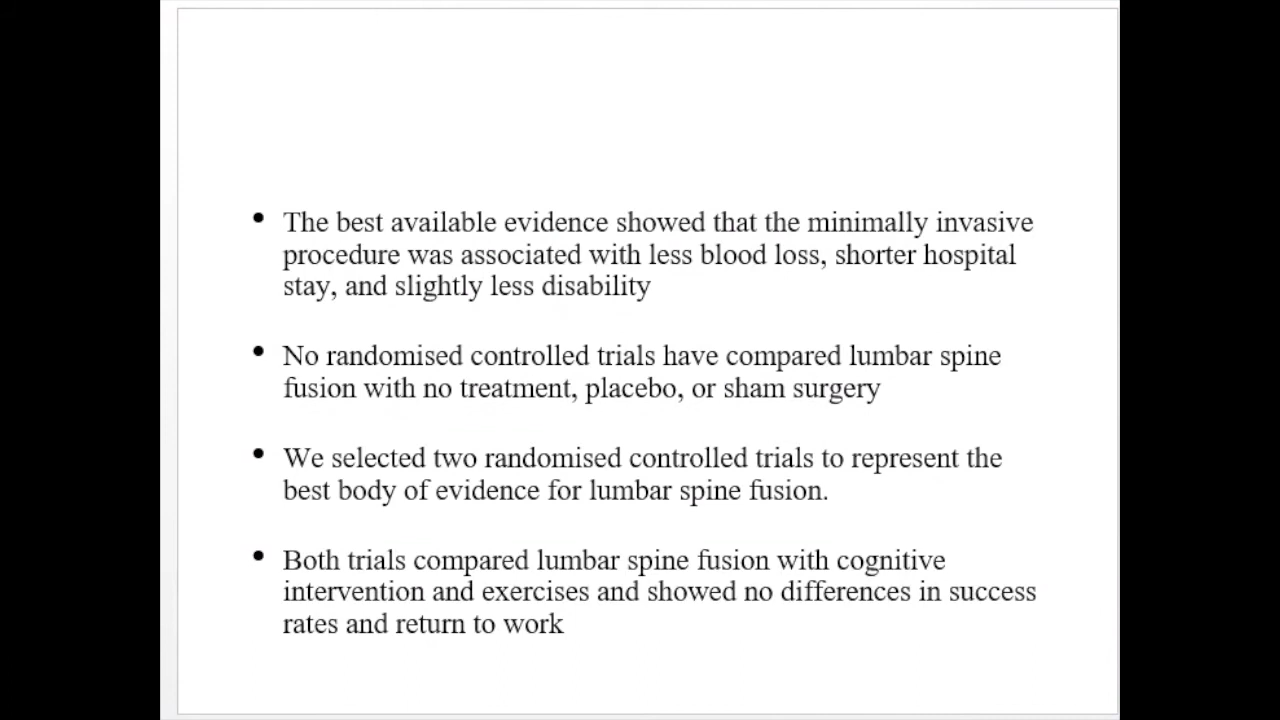 • The best available evidence showed that the minimally invasive
procedure was associated with less blood loss, shorter hospital
stay, and slightly less disability
• No randomised controlled trials have compared lumbar spine
fusion with no treatment, placebo, or sham surgery
• We selected two randomised controlled trials to represent the
best body of evidence for lumbar spine fusion.
• Both trials compared lumbar spine fusion with cognitive
intervention and exercises and showed no differences in success
rates and return to work